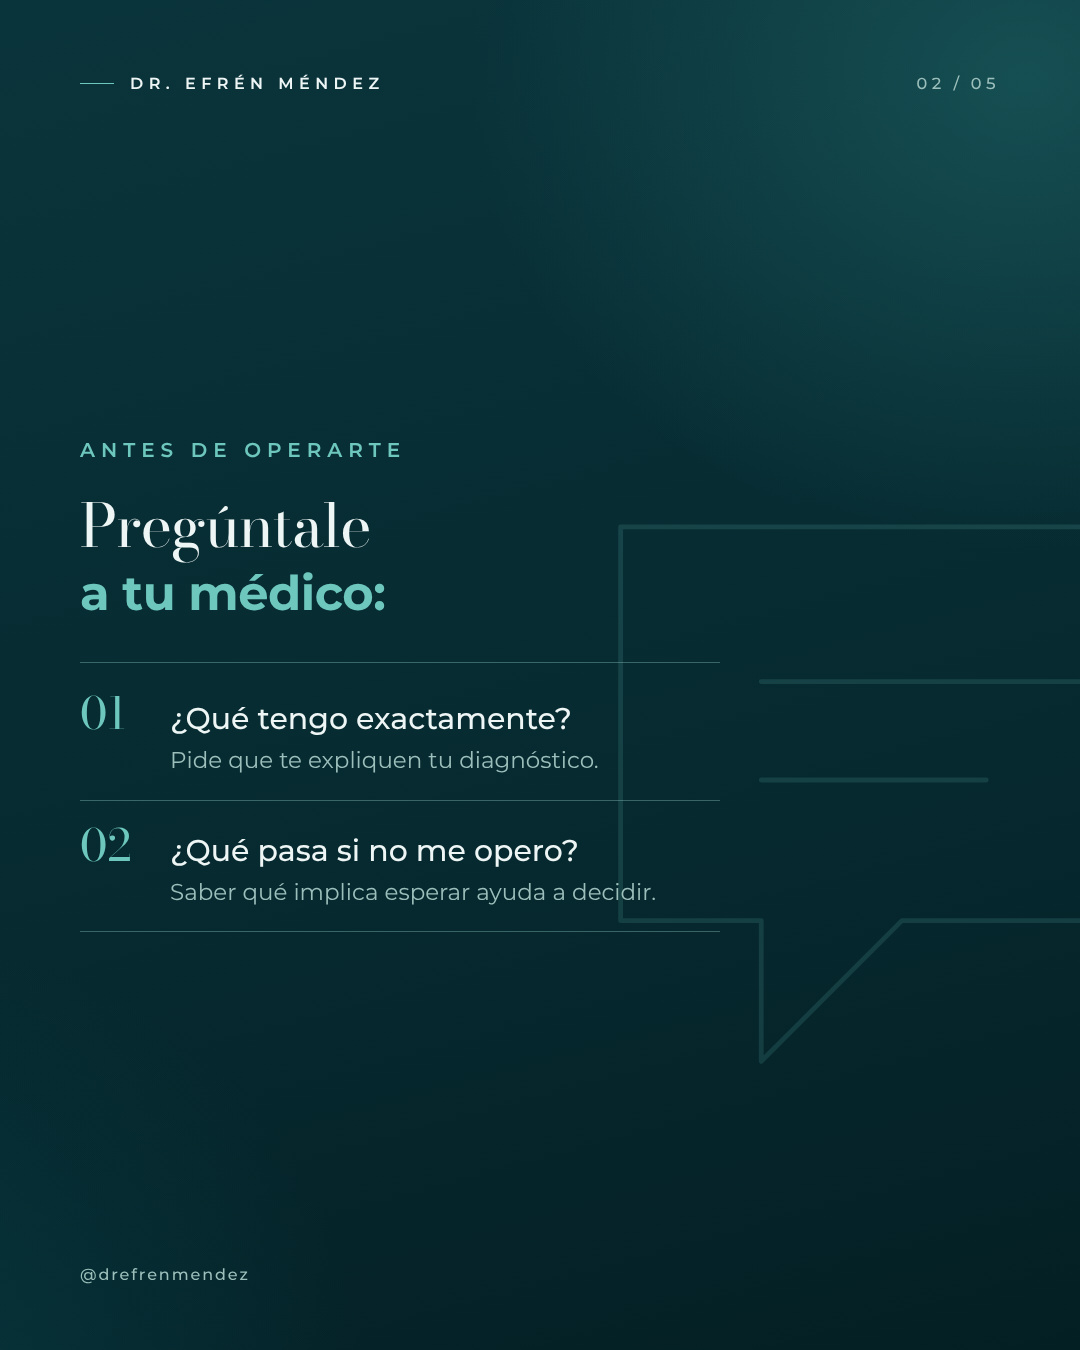 DR. EFRÉN MÉNDEZ
02 / 05
ANTES DE OPERARTE
Pregúntale
a tu médico:
01
¿Qué tengo exactamente?
Pide que te expliquen tu diagnóstico.
02
¿Qué pasa si no me opero?
Saber qué implica esperar ayuda a decidir.
@drefrenmendez